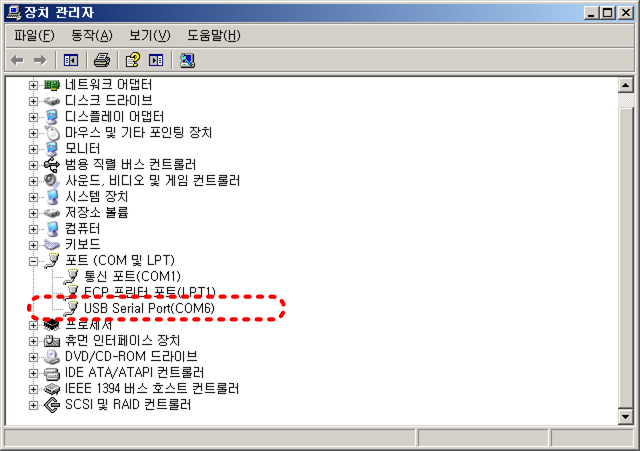 장치 관리자
파일(F) 동작(A) 보기(V) 도움말(H)
네트워크 어댑터
디스크 드라이브
디스플레이 어댑터
마우스 및 기타 포인팅 장치
모니터
범용 직렬 버스 컨트롤러
사운드, 비디오 및 게임 컨트롤러
시스템 장치
저장소 볼륨
컴퓨터
키보드
포트 (COM 및 LPT)
통신 포트(COM1)
ECP 프린터 포트(LPT1)
USB Serial Port(COM6)
프로세서
휴먼 인터페이스 장치
DVD/CD-ROM 드라이브
IDE ATA/ATAPI 컨트롤러
IEEE 1394 버스 호스트 컨트롤러
SCSI 및 RAID 컨트롤러